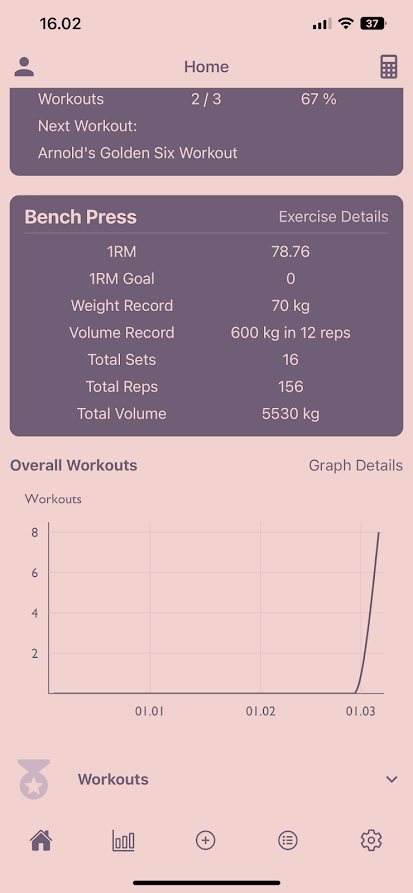 16.02
37
Home
Workouts 2 / 3 67 %
Next Workout:
Arnold's Golden Six Workout
Bench Press Exercise Details
1RM 78.76
1RM Goal 0
Weight Record 70 kg
Volume Record 600 kg in 12 reps
Total Sets 16
Total Reps 156
Total Volume 5530 kg
Overall Workouts Graph Details
Workouts
8
6
4
2
01.01 01.02 01.03
Workouts